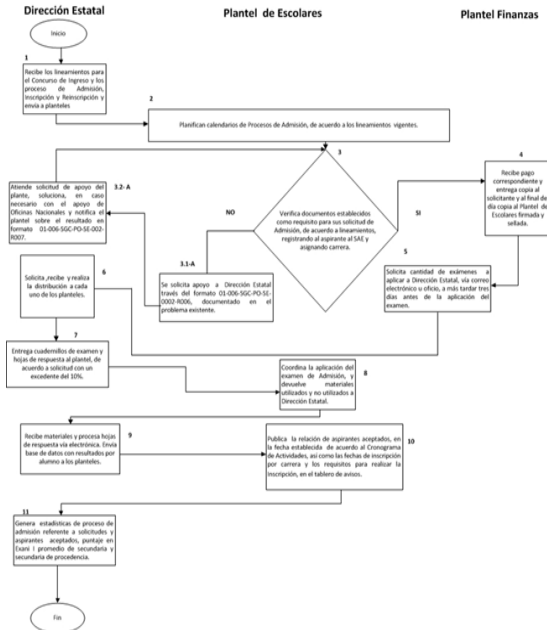 Dirección Estatal
Plantel de Escolares
Plantel Finanzas
Inicio
1
Recibe los lineamientos para
el Concurso de Ingreso y los
proceso de Admisión,
Inscripción y Reinscripción y
envía a planteles
2
Planifican calendarios de Procesos de Admisión, de acuerdo a los lineamientos vigentes.
3
Verifica documentos establecidos
como requisito para sus solicitud de
Admisión, de acuerdo a lineamientos,
registrando al aspirante al SAE y
asignando carrera.
NO
SI
3.2- A
Atiende solicitud de apoyo del
plante, soluciona, en caso
necesario con el apoyo de
Oficinas Nacionales y notifica el
plantel sobre el resultado en
formato 01-006-SGC-PO-SE-002-
R007.
3.1-A
Se solicita apoyo a Dirección Estatal
través del formato 01-006-SGC-PO-SE-
0002-R006, documentado en el
problema existente.
4
Recibe pago
correspondiente y
entrega copia al
solicitante y al final de
día copia al Plantel de
Escolares firmada y
sellada.
5
Solicita cantidad de exámenes a
aplicar a Dirección Estatal, vía correo
electrónico u oficio, a más tardar tres
días antes de la aplicación del
examen.
6
Solicita ,recibe y realiza
la distribución a cada
uno de los planteles.
7
Entrega cuadernillos de examen y
hojas de respuesta al plantel, de
acuerdo a solicitud con un
excedente del 10%.
8
Coordina la aplicación del
examen de Admisión, y
devuelve materiales
utilizados y no utilizados a
Dirección Estatal.
9
Recibe materiales y procesa hojas
de respuesta vía electrónica. Envía
base de datos con resultados por
alumno a los planteles.
10
Publica la relación de aspirantes aceptados, en
la fecha establecida de acuerdo al Cronograma
de Actividades, así como las fechas de inscripción
por carrera y los requisitos para realizar la
Inscripción, en el tablero de avisos.
11
Genera estadísticas de proceso de
admisión referente a solicitudes y
aspirantes aceptados, puntaje en
Exani I promedio de secundaria y
secundaria de procedencia.
Fin